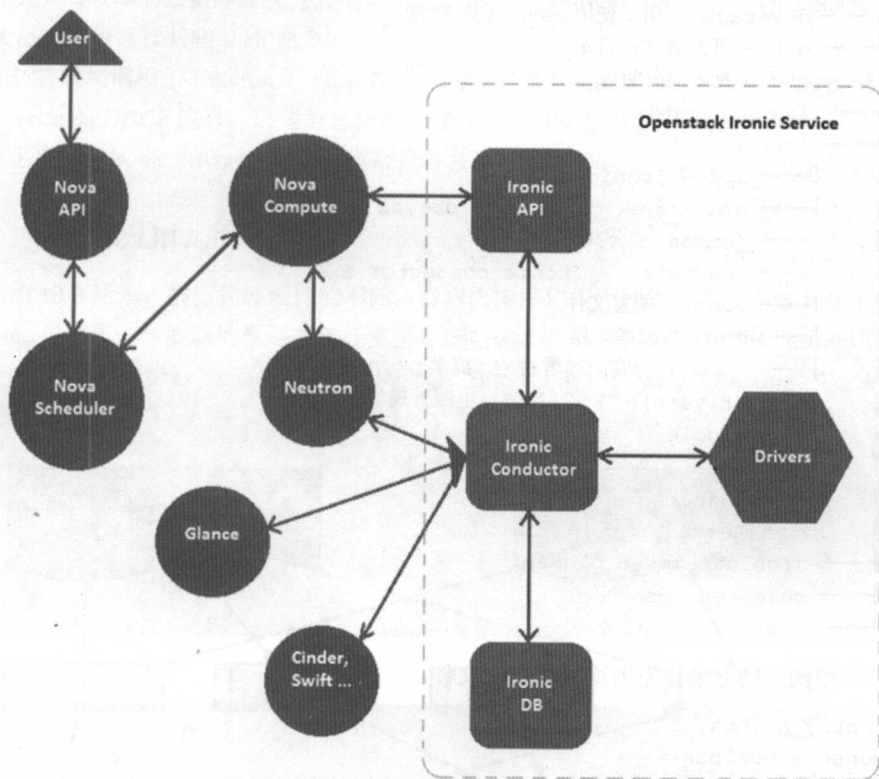 User
Openstack Ironic Service
Nova
API
Nova
Compute
Ironic
API
Nova
Scheduler
Neutron
Ironic
Conductor
Drivers
Glance
Cinder,
Swift ...
Ironic
DB